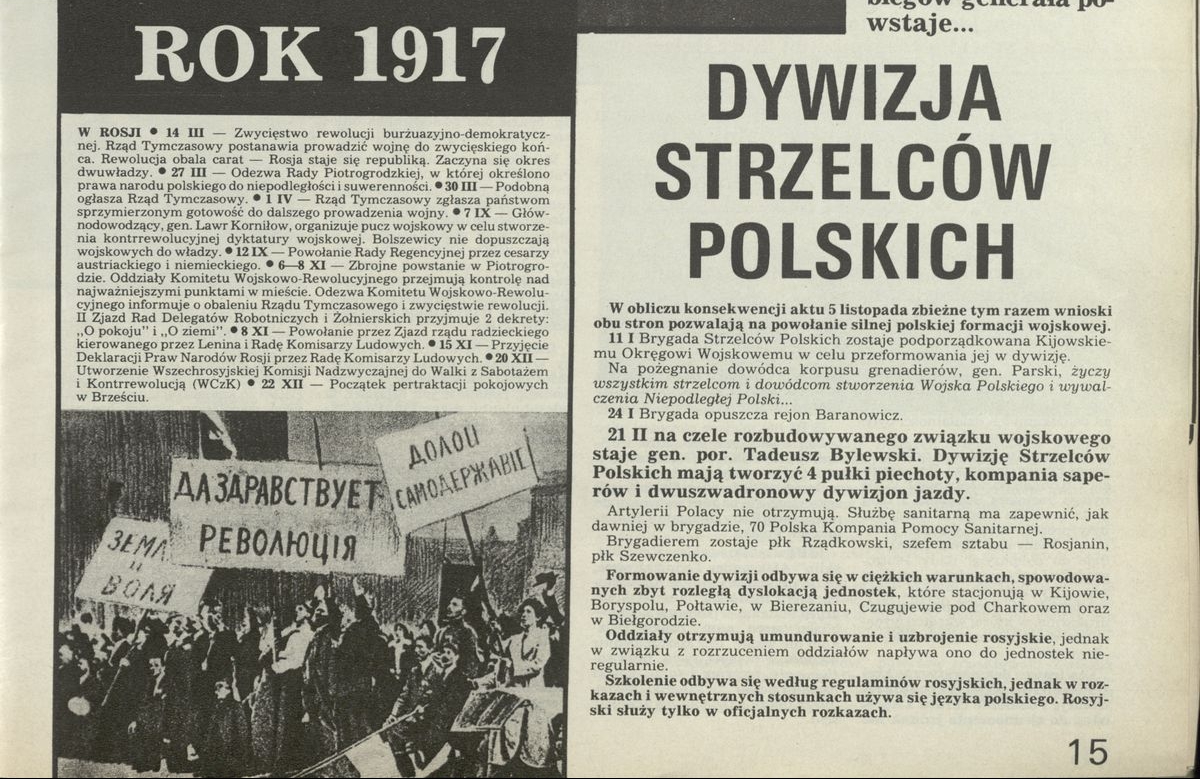 ROK 1917
W ROSJI • 14 III — Zwycięstwo rewolucji burżuazyjno-demokratycz-
nej. Rząd Tymczasowy postanawia prowadzić wojnę do zwycięskiego koń-
ca. Rewolucja obala carat — Rosja staje się republiką. Zaczyna się okres
dwuwładzy. • 27 III — Odezwa Rady Piotrogrodzkiej, w której określono
prawa narodu polskiego do niepodległości i suwerenności. • 30 III — Podobną
ogłasza Rząd Tymczasowy. • 1 IV — Rząd Tymczasowy zgłasza państwom
sprzymierzonym gotowość do dalszego prowadzenia wojny. • 7 IX — Głów-
nodowodzący, gen. Lawr Korniłow, organizuje pucz wojskowy w celu stworze-
nia kontrrewolucyjnej dyktatury wojskowej. Bolszewicy nie dopuszczają
wojskowych do władzy. • 12 IX — Powołanie Rady Regencyjnej przez cesarzy
austriackiego i niemieckiego. • 6—8 XI — Zbrojne powstanie w Piotrogro-
dzie. Oddziały Komitetu Wojskowo-Rewolucyjnego przejmują kontrolę nad
najważniejszymi punktami w mieście. Odezwa Komitetu Wojskowo-Rewolu-
cyjnego informuje o obaleniu Rządu Tymczasowego i zwycięstwie rewolucji.
II Zjazd Rad Delegatów Robotniczych i Żołnierskich przyjmuje 2 dekrety:
„O pokoju" i „O ziemi". • 8 XI — Powołanie przez Zjazd rządu radzieckiego
kierowanego przez Lenina i Radę Komisarzy Ludowych. • 15 XI — Przyjęcie
Deklaracji Praw Narodów Rosji przez Radę Komisarzy Ludowych. • 20 XII —
Utworzenie Wszechrosyjskiej Komisji Nadzwyczajnej do Walki z Sabotażem
i Kontrrewolucją (WCzK) • 22 XII — Początek pertraktacji pokojowych
w Brześciu.
ЗЕМЛЯ
И
ВОЛЯ
ДА ЗДРАВСТВУЕТ
РЕВОЛЮЦІЯ
ДОЛОЙ
САМОДЕРЖАВІЕ!
biegów generała po-
wstaje...
DYWIZJA
STRZELCÓW
POLSKICH
W obliczu konsekwencji aktu 5 listopada zbieżne tym razem wnioski
obu stron pozwalają na powołanie silnej polskiej formacji wojskowej.
11 I Brygada Strzelców Polskich zostaje podporządkowana Kijowskie-
mu Okręgowi Wojskowemu w celu przeformowania jej w dywizję.
Na pożegnanie dowódca korpusu grenadierów, gen. Parski, życzy
wszystkim strzelcom i dowódcom stworzenia Wojska Polskiego i wywal-
czenia Niepodległej Polski...
24 I Brygada opuszcza rejon Baranowicz.
21 II na czele rozbudowywanego związku wojskowego
staje gen. por. Tadeusz Bylewski. Dywizję Strzelców
Polskich mają tworzyć 4 pułki piechoty, kompania sape-
rów i dwuszwadronowy dywizjon jazdy.
Artylerii Polacy nie otrzymują. Służbę sanitarną ma zapewnić, jak
dawniej w brygadzie, 70 Polska Kompania Pomocy Sanitarnej.
Brygadierem zostaje płk Rządkowski, szefem sztabu — Rosjanin,
płk Szewczenko.
Formowanie dywizji odbywa się w ciężkich warunkach, spowodowa-
nych zbyt rozległą dyslokacją jednostek, które stacjonują w Kijowie,
Boryspolu, Połtawie, w Bierezaniu, Czugujewie pod Charkowem oraz
w Biełgorodzie.
Oddziały otrzymują umundurowanie i uzbrojenie rosyjskie, jednak
w związku z rozrzuceniem oddziałów napływa ono do jednostek nie-
regularnie.
Szkolenie odbywa się według regulaminów rosyjskich, jednak w roz-
kazach i wewnętrznych stosunkach używa się języka polskiego. Rosyj-
ski służy tylko w oficjalnych rozkazach.
15